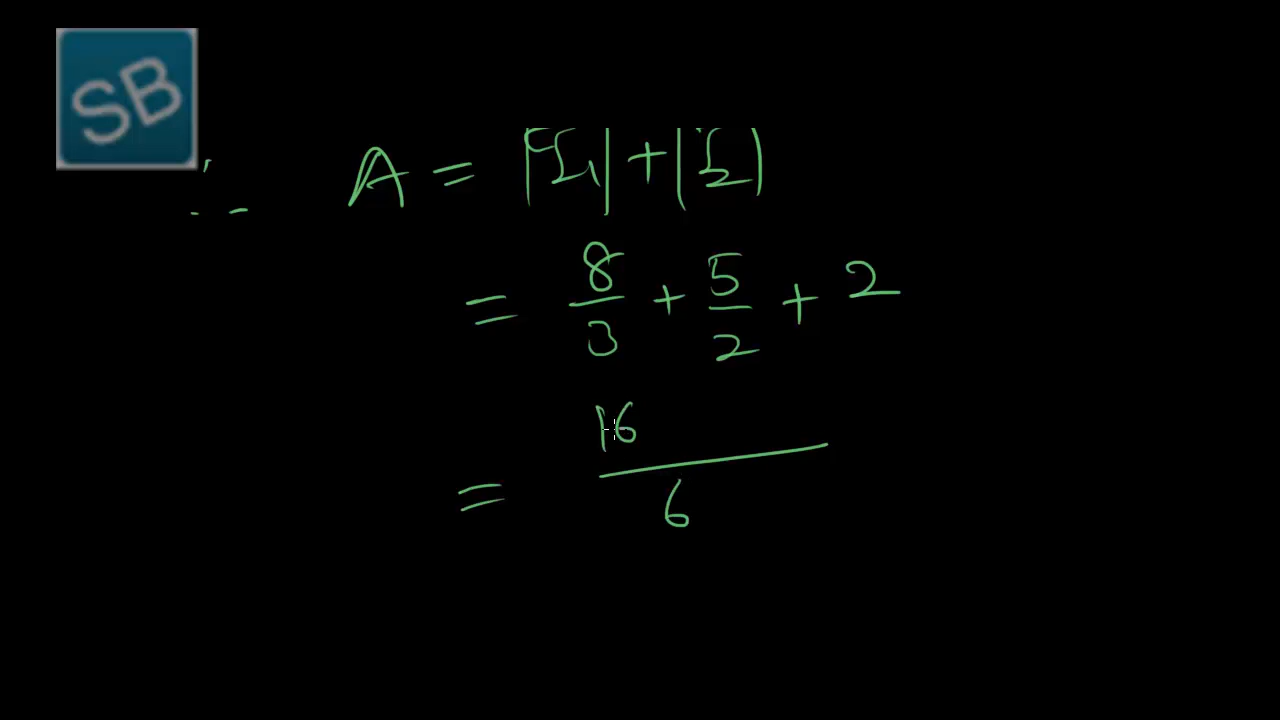 SB
∴ A = |I₁| + |I₂|
= 8/3 + 5/2 + 2
= 16/6